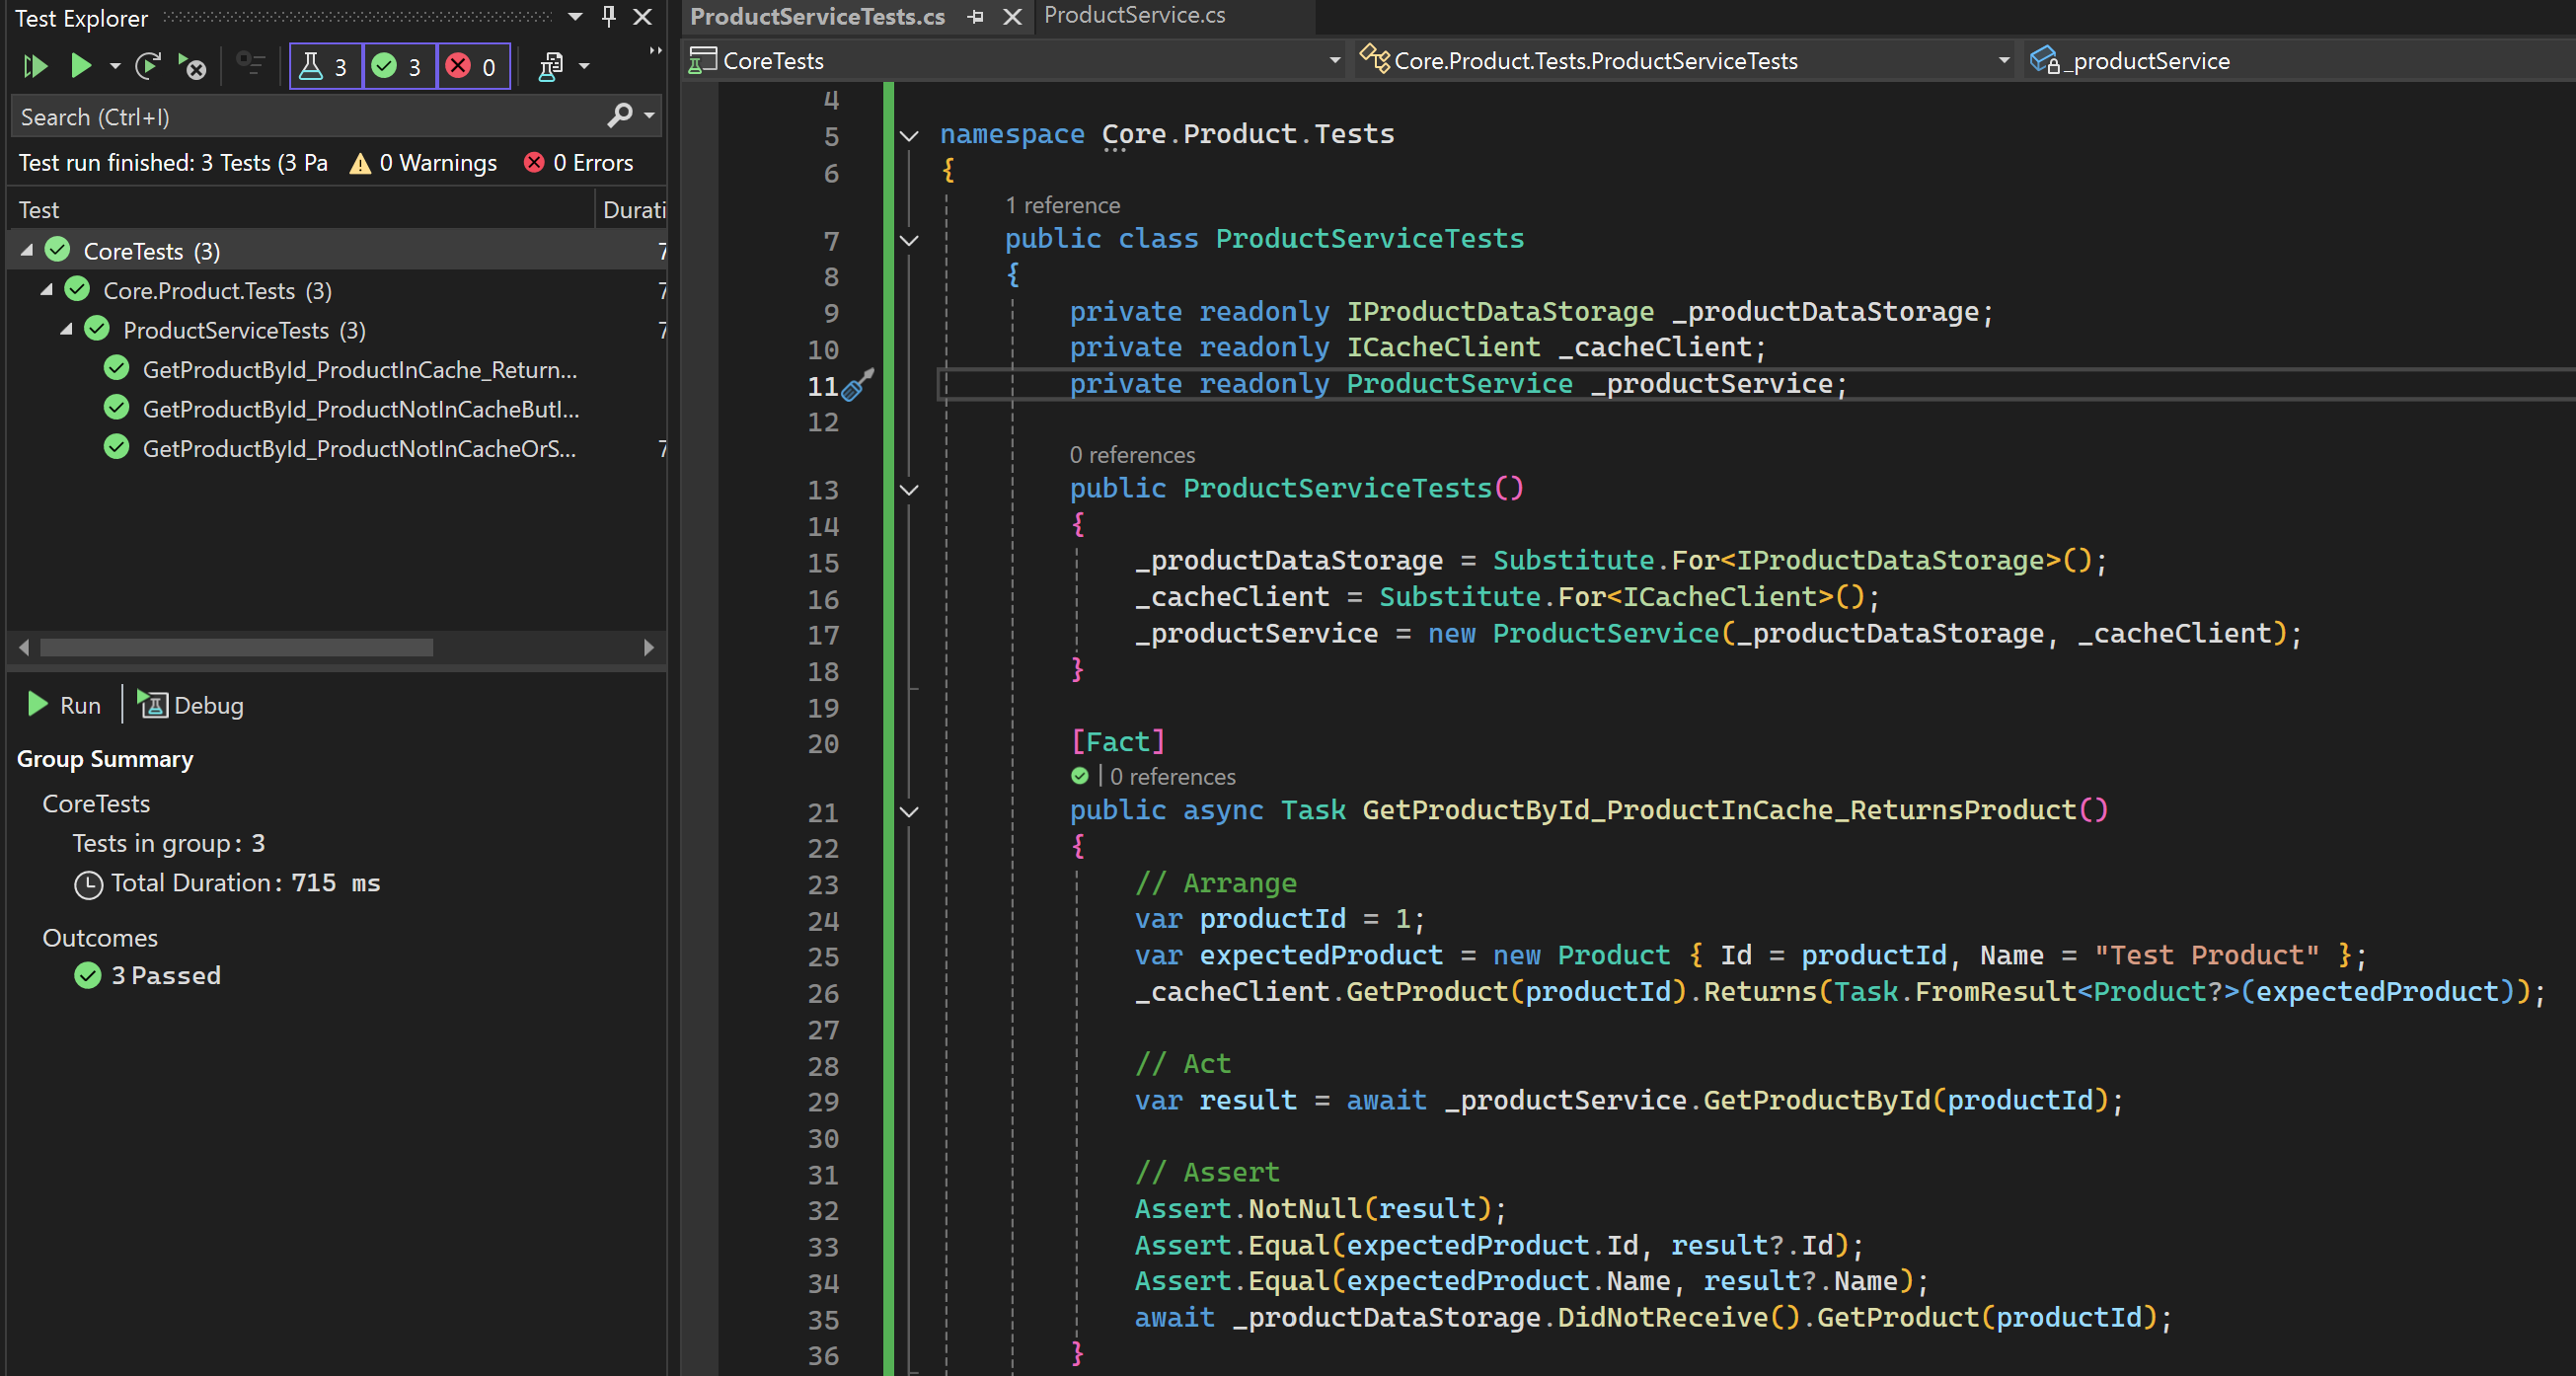 Test Explorer
3 3 0
Search (Ctrl+I)
Test run finished: 3 Tests (3 Pa 0 Warnings 0 Errors
Test Durati
CoreTests (3) 7
Core.Product.Tests (3) 7
ProductServiceTests (3) 7
GetProductById_ProductInCache_Return...
GetProductById_ProductNotInCacheButI...
GetProductById_ProductNotInCacheOrS... 7
Run Debug
Group Summary
CoreTests
Tests in group: 3
Total Duration: 715 ms
Outcomes
3 Passed
ProductServiceTests.cs ProductService.cs
CoreTests Core.Product.Tests.ProductServiceTests _productService
4
5 namespace Core.Product.Tests
6 {
1 reference
7 public class ProductServiceTests
8 {
9 private readonly IProductDataStorage _productDataStorage;
10 private readonly ICacheClient _cacheClient;
11 private readonly ProductService _productService;
12
0 references
13 public ProductServiceTests()
14 {
15 _productDataStorage = Substitute.For<IProductDataStorage>();
16 _cacheClient = Substitute.For<ICacheClient>();
17 _productService = new ProductService(_productDataStorage, _cacheClient);
18 }
19
20 [Fact]
| 0 references
21 public async Task GetProductById_ProductInCache_ReturnsProduct()
22 {
23 // Arrange
24 var productId = 1;
25 var expectedProduct = new Product { Id = productId, Name = "Test Product" };
26 _cacheClient.GetProduct(productId).Returns(Task.FromResult<Product?>(expectedProduct));
27
28 // Act
29 var result = await _productService.GetProductById(productId);
30
31 // Assert
32 Assert.NotNull(result);
33 Assert.Equal(expectedProduct.Id, result?.Id);
34 Assert.Equal(expectedProduct.Name, result?.Name);
35 await _productDataStorage.DidNotReceive().GetProduct(productId);
36 }